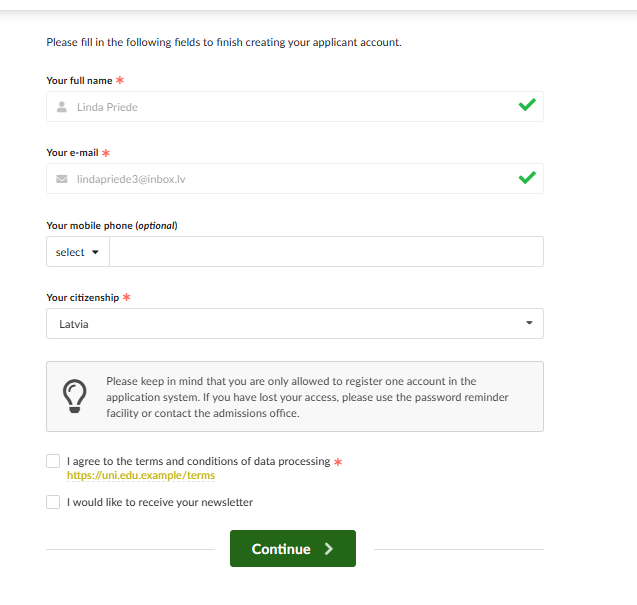 Please fill in the following fields to finish creating your applicant account.
Your full name *
Linda Priede
Your e-mail *
lindapriede3@inbox.lv
Your mobile phone (optional)
select
Your citizenship *
Latvia
Please keep in mind that you are only allowed to register one account in the
application system. If you have lost your access, please use the password reminder
facility or contact the admissions office.
I agree to the terms and conditions of data processing *
https://uni.edu.example/terms
I would like to receive your newsletter
Continue